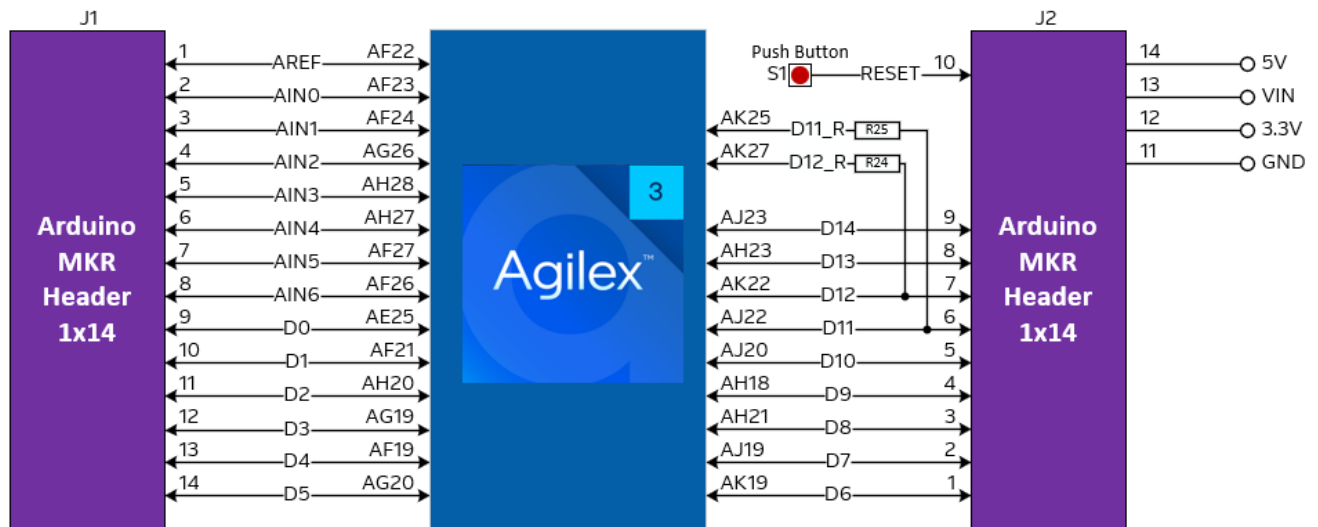 J1
Arduino
MKR
Header
1x14
1 AREF AF22
2 AIN0 AF23
3 AIN1 AF24
4 AIN2 AG26
5 AIN3 AH28
6 AIN4 AH27
7 AIN5 AF27
8 AIN6 AF26
9 D0 AE25
10 D1 AF21
11 D2 AH20
12 D3 AG19
13 D4 AF19
14 D5 AG20
3
Agilex™
Push Button
S1 RESET 10
AK25 D11_R R25
AK27 D12_R R24
AJ23 D14 9
AH23 D13 8
AK22 D12 7
AJ22 D11 6
AJ20 D10 5
AH18 D9 4
AH21 D8 3
AJ19 D7 2
AK19 D6 1
J2
Arduino
MKR
Header
1x14
14 5V
13 VIN
12 3.3V
11 GND